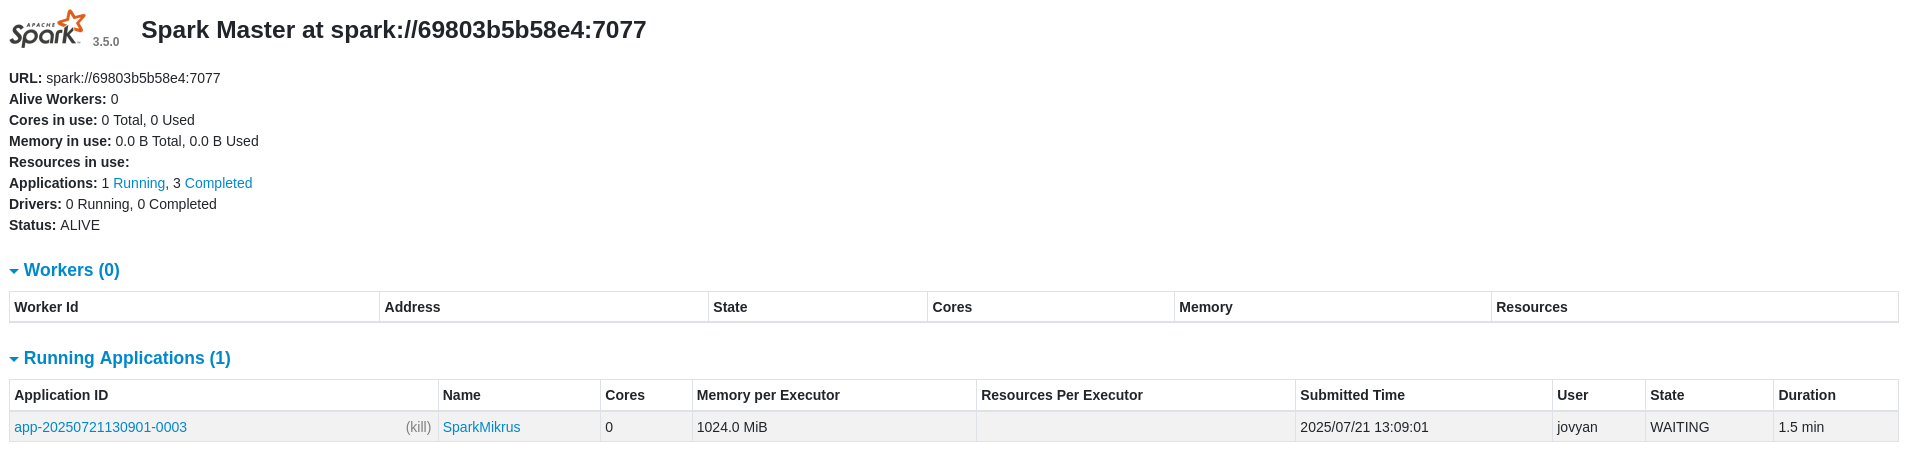 APACHE
Spark 3.5.0 Spark Master at spark://69803b5b58e4:7077
URL: spark://69803b5b58e4:7077
Alive Workers: 0
Cores in use: 0 Total, 0 Used
Memory in use: 0.0 B Total, 0.0 B Used
Resources in use:
Applications: 1 Running, 3 Completed
Drivers: 0 Running, 0 Completed
Status: ALIVE
Workers (0)
Worker Id Address State Cores Memory Resources
Running Applications (1)
Application ID Name Cores Memory per Executor Resources Per Executor Submitted Time User State Duration
app-20250721130901-0003 (kill) SparkMikrus 0 1024.0 MiB 2025/07/21 13:09:01 jovyan WAITING 1.5 min